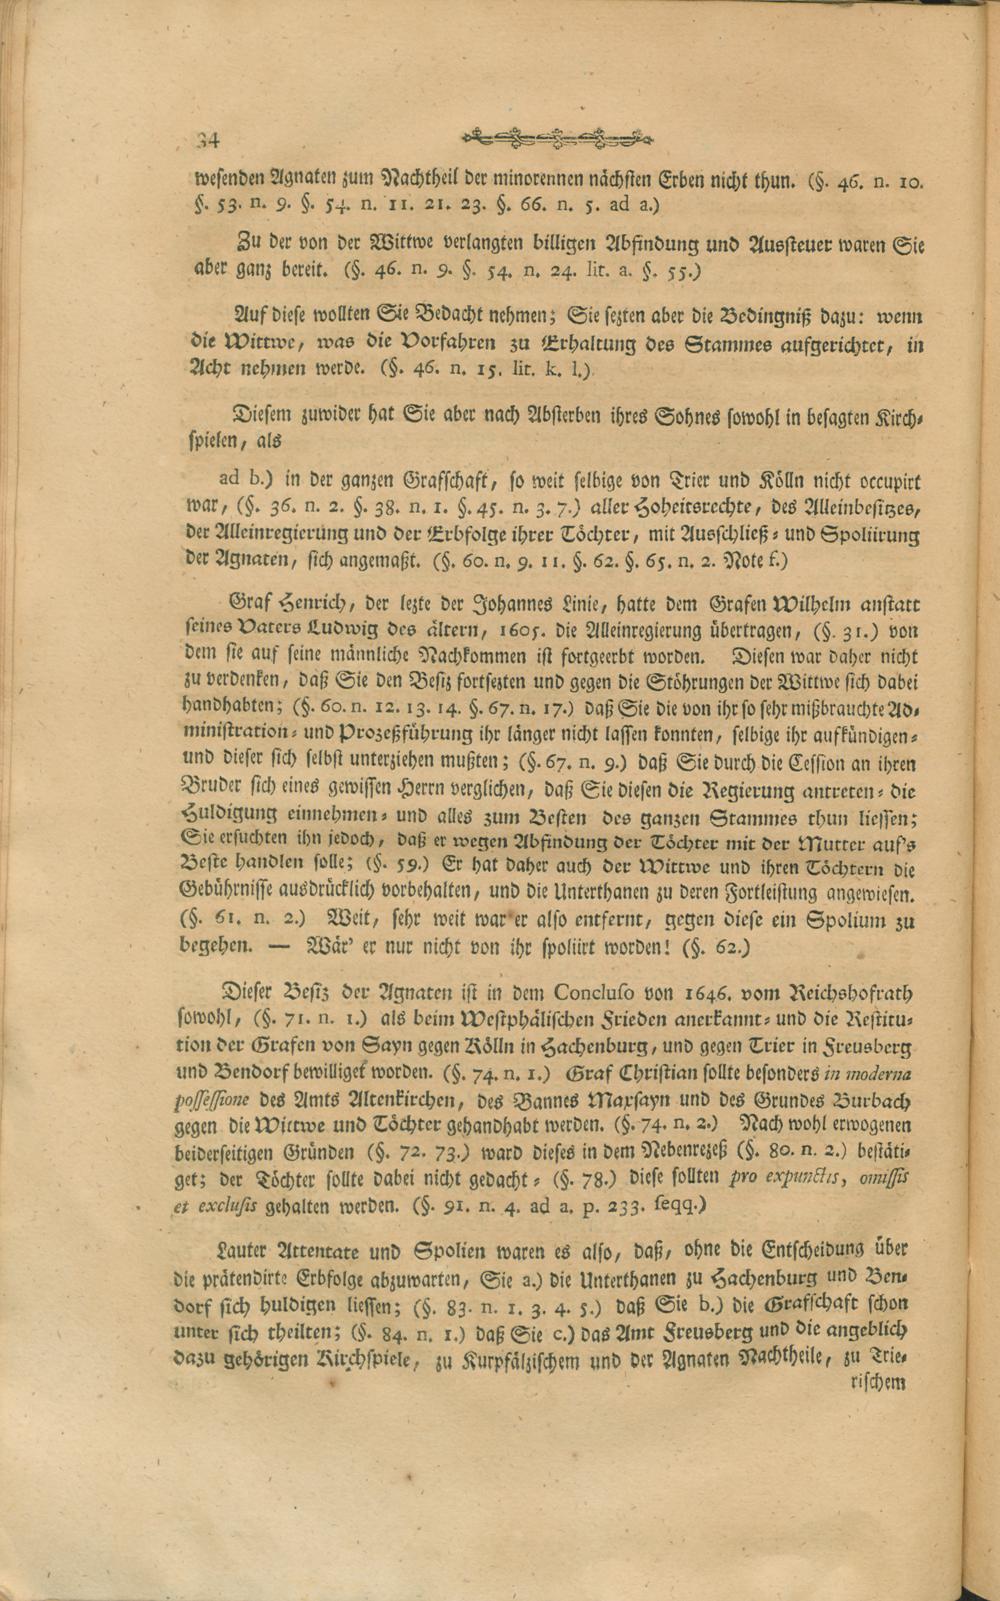 34
wesenden Agnaten zum Nachtheil der minorennen nächsten Erben nicht thun. (§. 46. n. 10.
§. 53. n. 9. §. 54. n. 11. 21. 23. §. 66. n. 5. ad a.)
Zu der von der Wittwe verlangten billigen Abfindung und Aussteuer waren Sie
aber ganz bereit. (§. 46. n. 9. §. 54. n. 24. lit. a. §. 55.)
Auf diese wollten Sie Bedacht nehmen; Sie sezten aber die Bedingniß dazu: wenn
die Wittwe, was die Vorfahren zu Erhaltung des Stammes aufgerichtet, in
Acht nehmen werde. (§. 46. n. 15. lit. k. l.)
Diesem zuwider hat Sie aber nach Absterben ihres Sohnes sowohl in besagten Kirch-
spielen, als
ad b.) in der ganzen Grafschaft, so weit selbige von Trier und Kölln nicht occupirt
war, (§. 36. n. 2. §. 38. n. 1. §. 45. n. 3. 7.) aller Hoheitsrechte, des Alleinbesitzes,
der Alleinregierung und der Erbfolge ihrer Töchter, mit Ausschließ- und Spoliirung
der Agnaten, sich angemaßt. (§. 60. n. 9. 11. §. 62. §. 65. n. 2. Note f.)
Graf Henrich, der lezte der Johannes Linie, hatte dem Grafen Wilhelm anstatt
seines Vaters Ludwig des ältern, 1605. die Alleinregierung übertragen, (§. 31.) von
dem sie auf seine männliche Nachkommen ist fortgeerbt worden. Diesen war daher nicht
zu verdenken, daß Sie den Besiz fortsezten und gegen die Stöhrungen der Wittwe sich dabei
handhabten; (§. 60. n. 12. 13. 14. §. 67. n. 17.) daß Sie die von ihr so sehr mißbrauchte Ad-
ministration- und Prozeßführung ihr länger nicht lassen konnten, selbige ihr aufkündigen-
und dieser sich selbst unterziehen mußten; (§. 67. n. 9.) daß Sie durch die Cession an ihren
Bruder sich eines gewissen Herrn verglichen, daß Sie diesen die Regierung antreten- die
Huldigung einnehmen- und alles zum Besten des ganzen Stammes thun liessen;
Sie ersuchten ihn jedoch, daß er wegen Abfindung der Töchter mit der Mutter auf's
Beste handlen solle; (§. 59.) Er hat daher auch der Wittwe und ihren Töchtern die
Gebührnisse ausdrücklich vorbehalten, und die Unterthanen zu deren Fortleistung angewiesen.
(§. 61. n. 2.) Weit, sehr weit war er also entfernt, gegen diese ein Spolium zu
begehen. — Wär' er nur nicht von ihr spoliirt worden! (§. 62.)
Dieser Besiz der Agnaten ist in dem Concluso von 1646. vom Reichshofrath
sowohl, (§. 71. n. 1.) als beim Westphälischen Frieden anerkannt- und die Restitu-
tion der Grafen von Sayn gegen Kölln in Hachenburg, und gegen Trier in Freusberg
und Bendorf bewilliget worden. (§. 74. n. 1.) Graf Christian sollte besonders in moderna
possessione des Amts Altenkirchen, des Bannes Maxsayn und des Grundes Burbach
gegen die Wittwe und Töchter gehandhabt werden. (§. 74. n. 2.) Nach wohl erwogenen
beiderseitigen Gründen (§. 72. 73.) ward dieses in dem Nebenrezeß (§. 80. n. 2.) bestäti-
get; der Töchter sollte dabei nicht gedacht- (§. 78.) diese sollten pro expunctis, omissis
et exclusis gehalten werden. (§. 91. n. 4. ad a. p. 233. seqq.)
Lauter Attentate und Spolien waren es also, daß, ohne die Entscheidung über
die prätendirte Erbfolge abzuwarten, Sie a.) die Unterthanen zu Hachenburg und Ben-
dorf sich huldigen liessen; (§. 83. n. 1. 3. 4. 5.) daß Sie b.) die Grafschaft schon
unter sich theilten; (§. 84. n. 1.) daß Sie c.) das Amt Freusberg und die angeblich
dazu gehörigen Kirchspiele, zu Kurpfälzischem und der Agnaten Nachtheile, zu Trie-
rischem